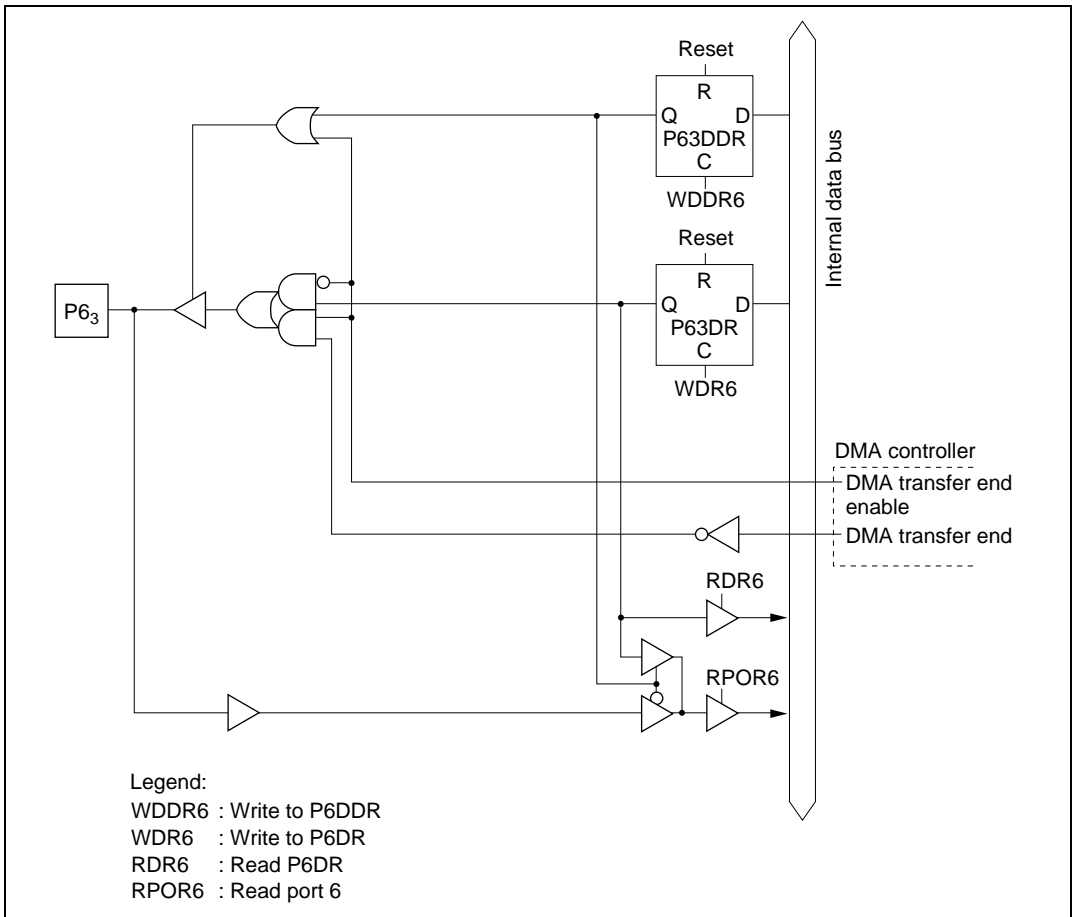 Reset
R
Q D
P63DDR
C
WDDR6
Reset
R
Q D
P63DR
C
WDR6
P6₃
Internal data bus
DMA controller
DMA transfer end
enable
DMA transfer end
RDR6
RPOR6
Legend:
WDDR6 : Write to P6DDR
WDR6 : Write to P6DR
RDR6 : Read P6DR
RPOR6 : Read port 6